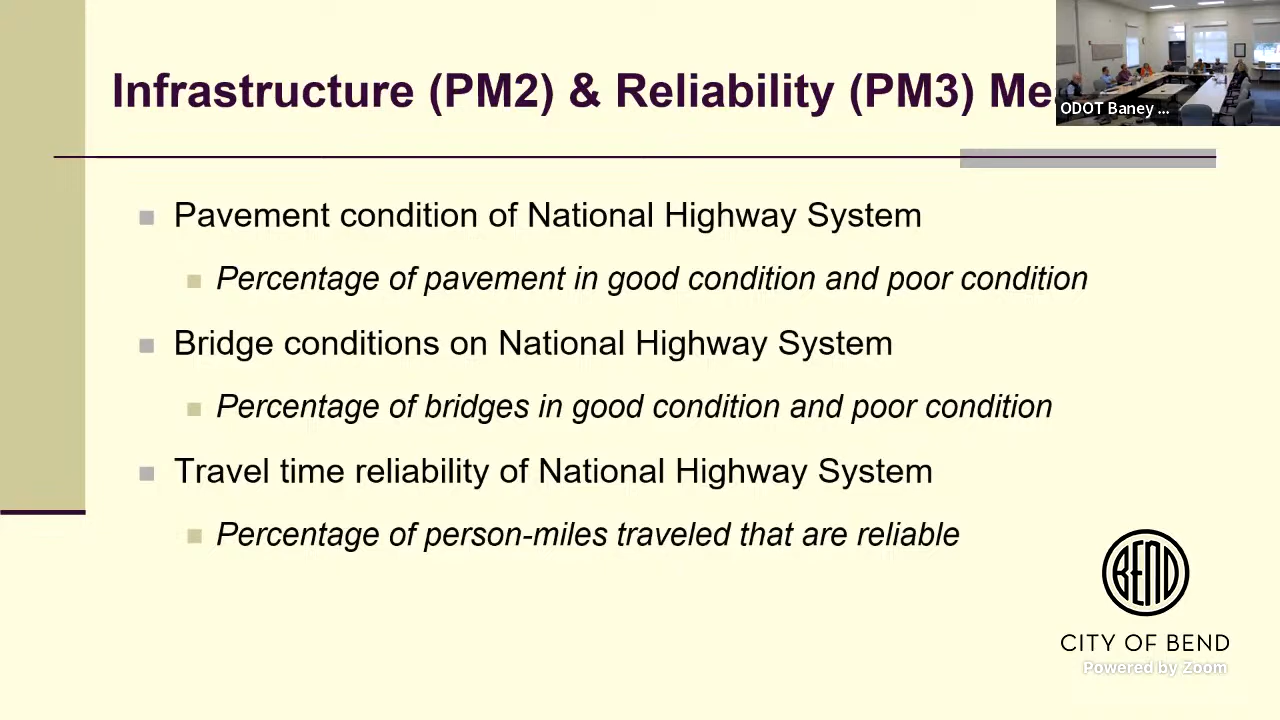 Infrastructure (PM2) & Reliability (PM3) Me
ODOT Baney ...
Pavement condition of National Highway System
Percentage of pavement in good condition and poor condition
Bridge conditions on National Highway System
Percentage of bridges in good condition and poor condition
Travel time reliability of National Highway System
Percentage of person-miles traveled that are reliable
BEND
CITY OF BEND
Powered by Zoom